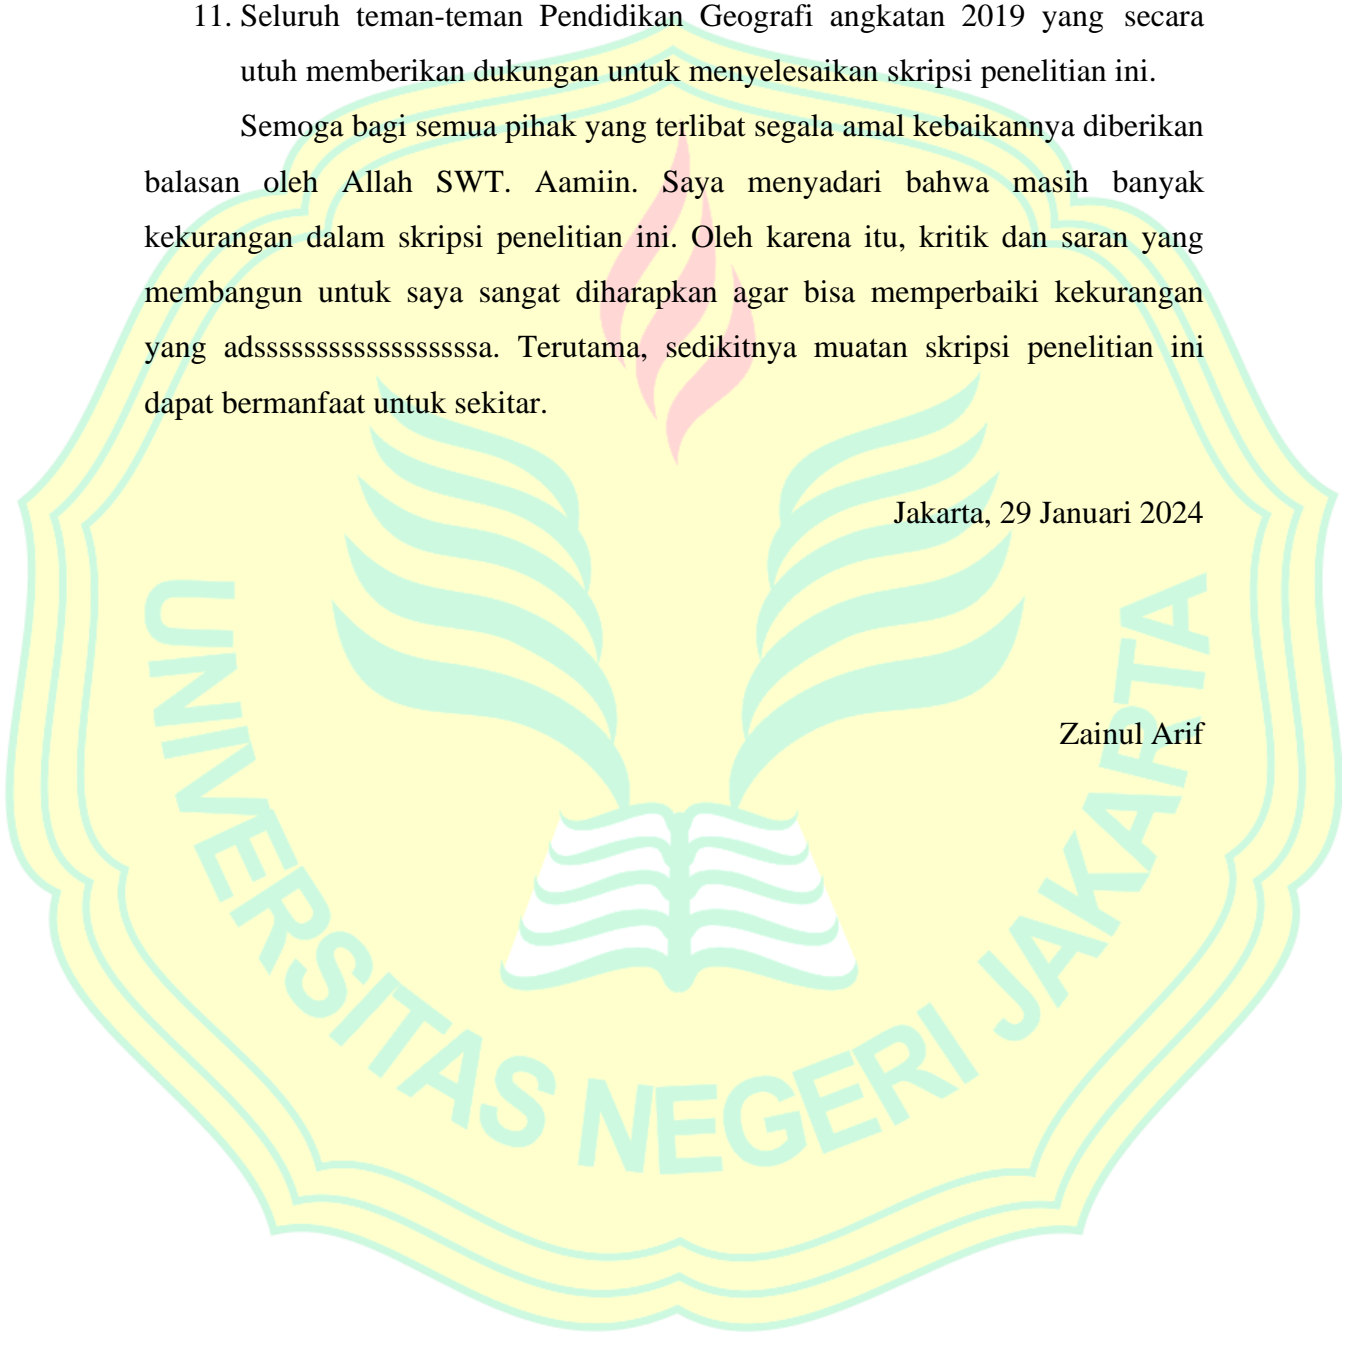 11. Seluruh teman-teman Pendidikan Geografi angkatan 2019 yang secara
utuh memberikan dukungan untuk menyelesaikan skripsi penelitian ini.
Semoga bagi semua pihak yang terlibat segala amal kebaikannya diberikan
balasan oleh Allah SWT. Aamiin. Saya menyadari bahwa masih banyak
kekurangan dalam skripsi penelitian ini. Oleh karena itu, kritik dan saran yang
membangun untuk saya sangat diharapkan agar bisa memperbaiki kekurangan
yang adsssssssssssssssssssa. Terutama, sedikitnya muatan skripsi penelitian ini
dapat bermanfaat untuk sekitar.
Jakarta, 29 Januari 2024
Zainul Arif
UNIVERSITAS NEGERI JAKARTA